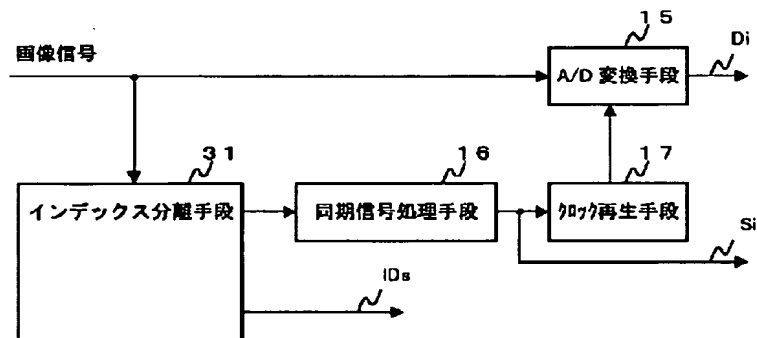 15
画像信号
A/D 変換手段
Di
31
16
17
インデックス分離手段
同期信号処理手段
クロック再生手段
Si
IDs